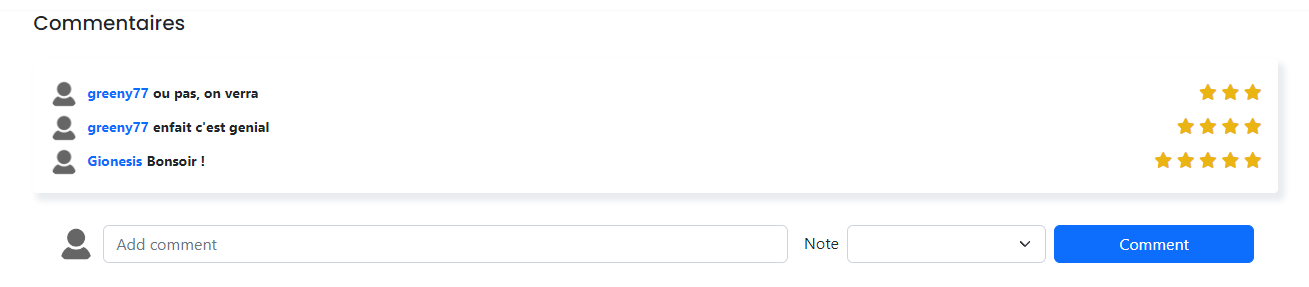 Commentaires
greeny77 ou pas, on verra
greeny77 enfait c'est genial
Gionesis Bonsoir !
Add comment Note Comment